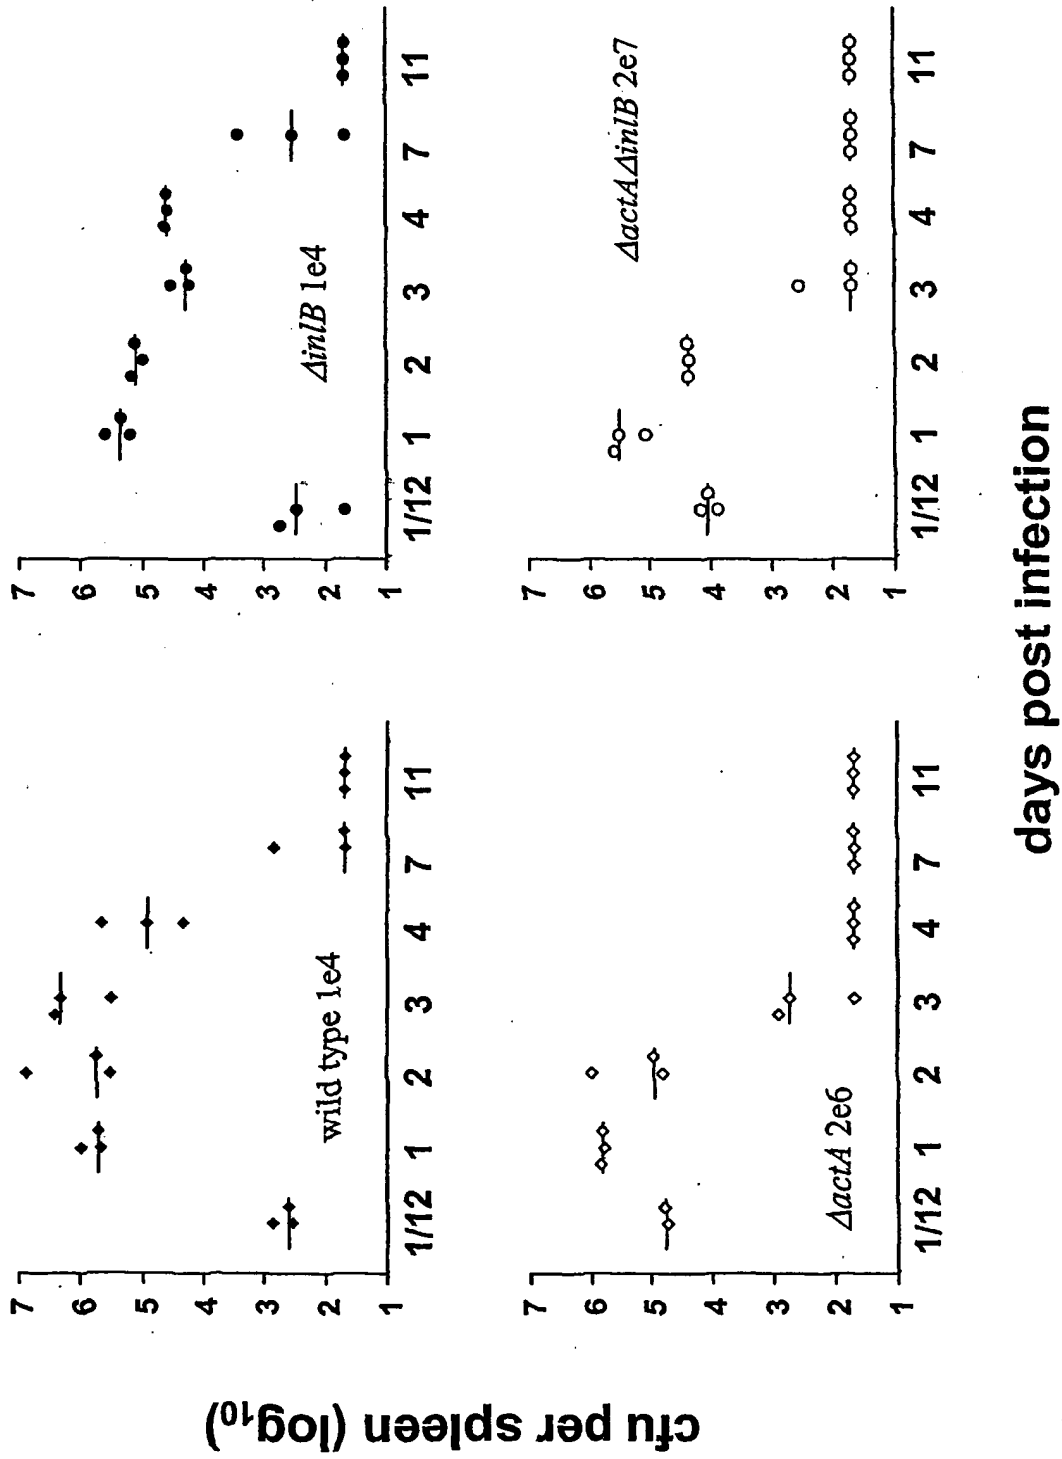 cfu per spleen (log10)
7
6
5
4
3
2
1
wild type 1e4
1/12 1 2 3 4 7 11
7
6
5
4
3
2
1
ΔinlB 1e4
1/12 1 2 3 4 7 11
7
6
5
4
3
2
1
ΔactA 2e6
1/12 1 2 3 4 7 11
7
6
5
4
3
2
1
ΔactAΔinlB 2e7
1/12 1 2 3 4 7 11
days post infection